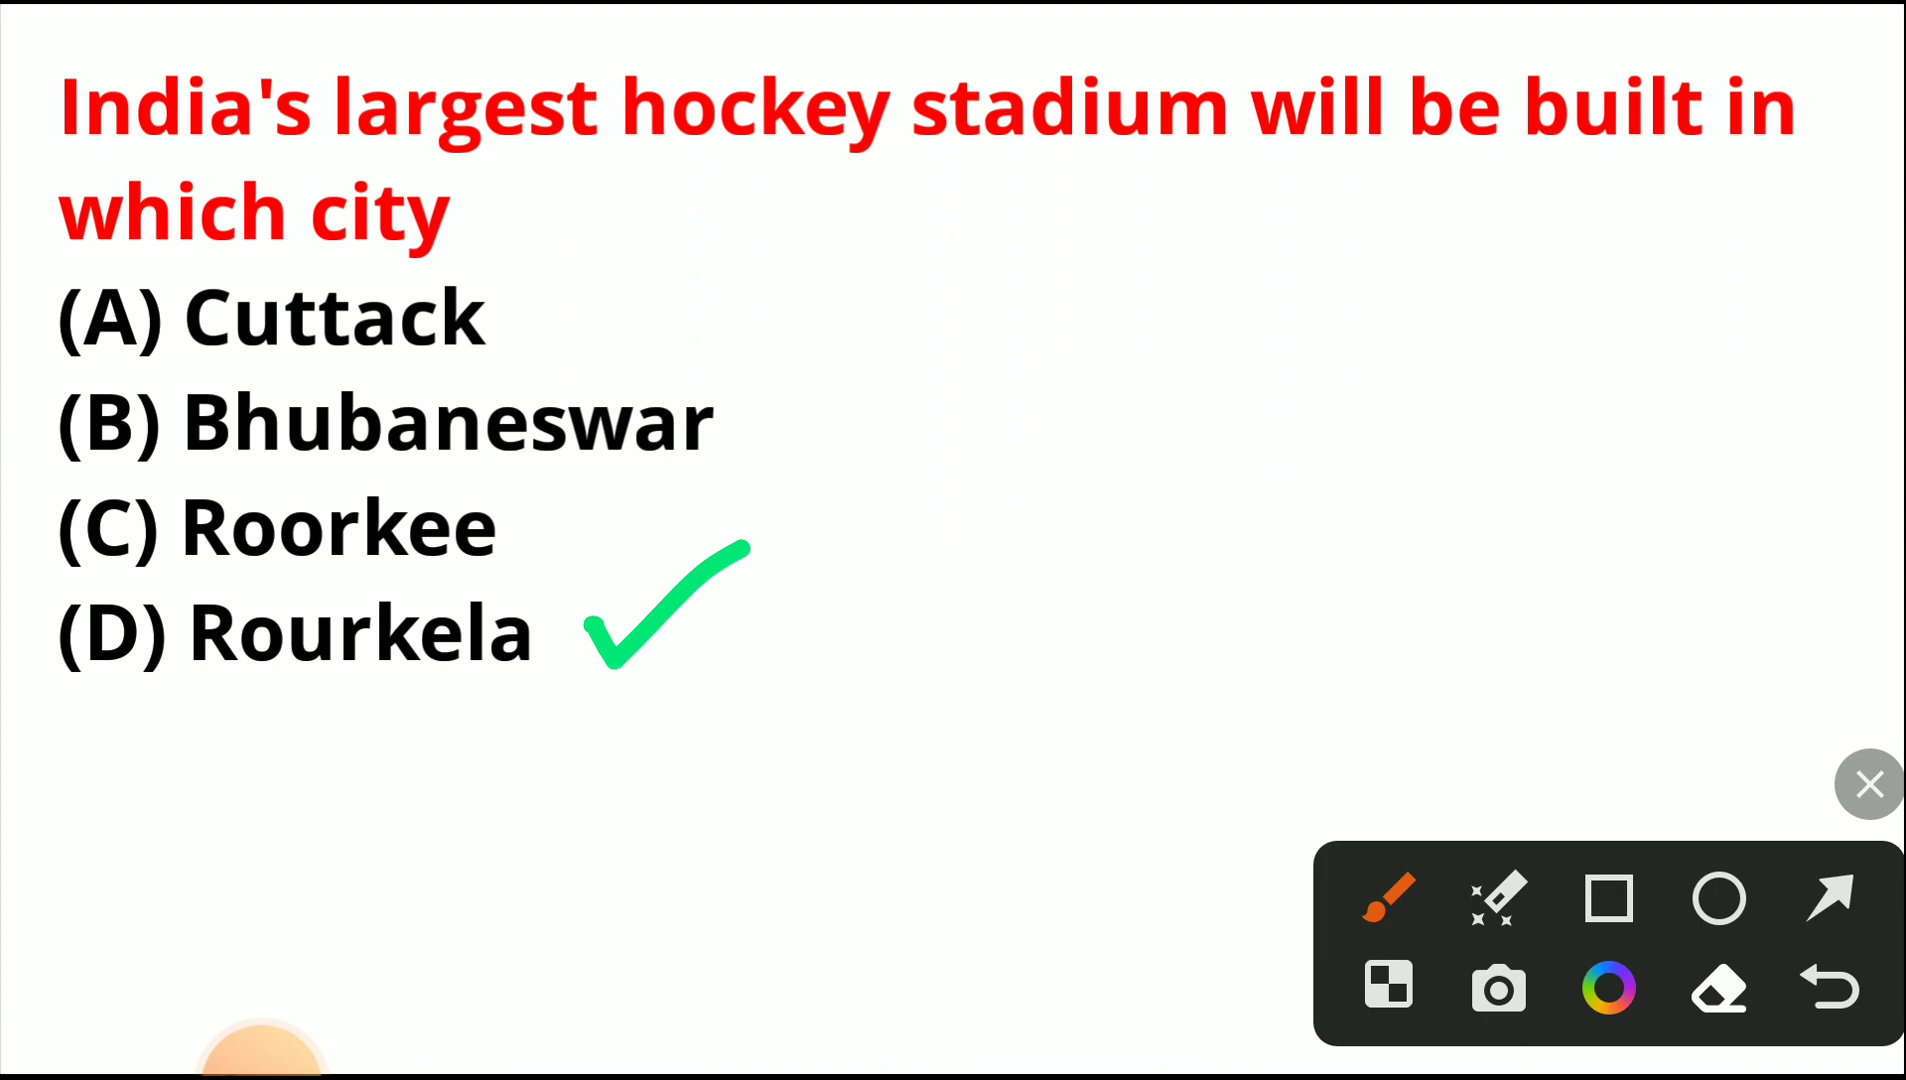 India's largest hockey stadium will be built in
which city
(A) Cuttack
(B) Bhubaneswar
(C) Roorkee
(D) Rourkela